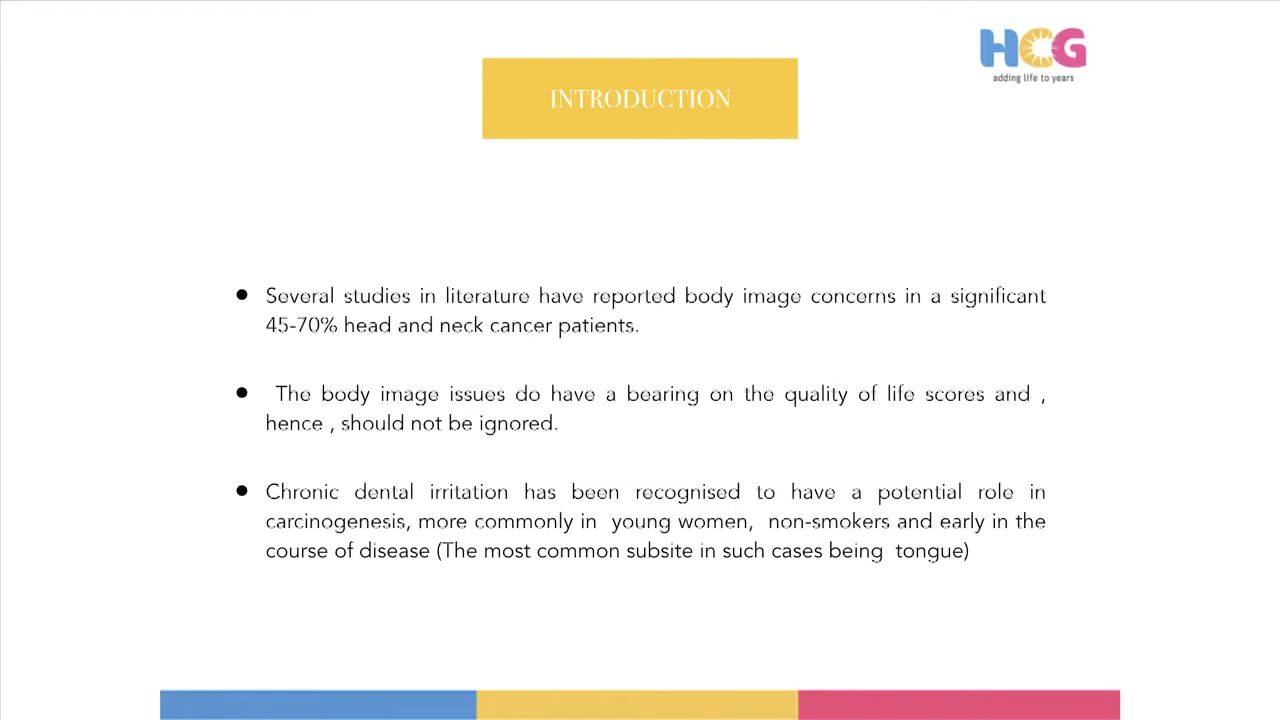 HCG
adding life to years
INTRODUCTION
● Several studies in literature have reported body image concerns in a significant
45-70% head and neck cancer patients.
● The body image issues do have a bearing on the quality of life scores and ,
hence , should not be ignored.
● Chronic dental irritation has been recognised to have a potential role in
carcinogenesis, more commonly in young women, non-smokers and early in the
course of disease (The most common subsite in such cases being tongue)